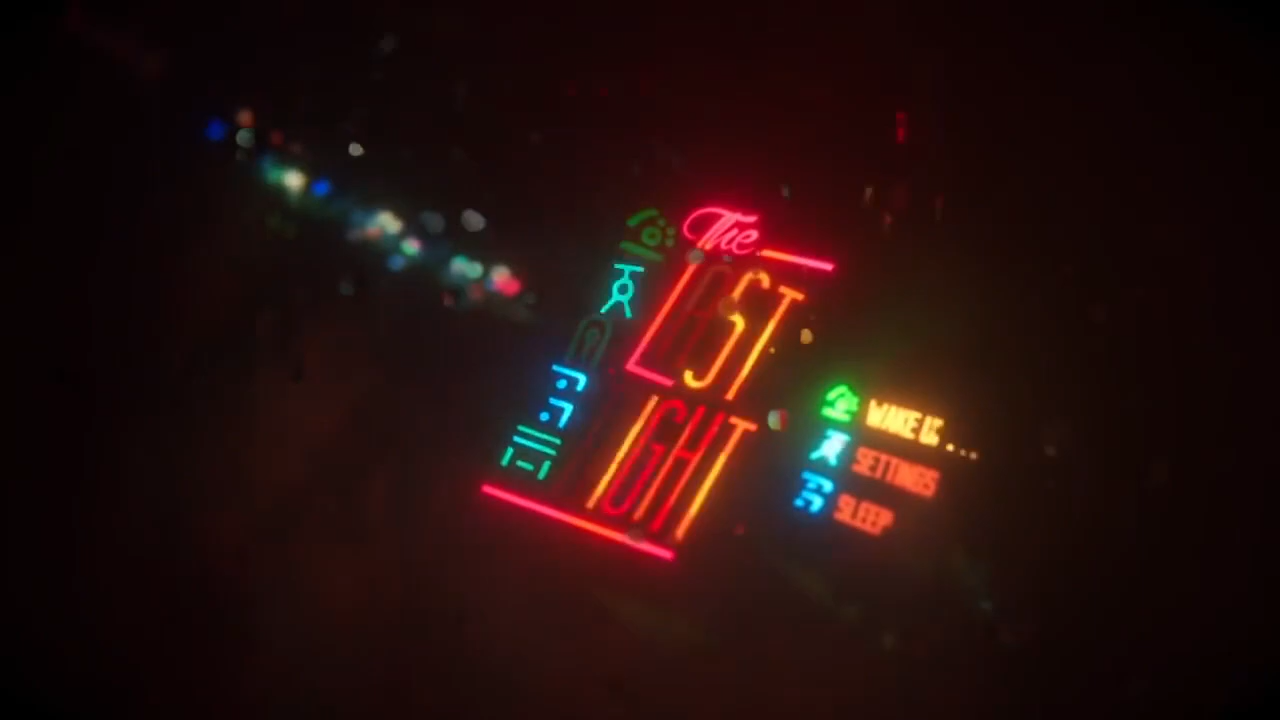 The
LAST
NIGHT
WAKE UP ...
SETTINGS
SLEEP